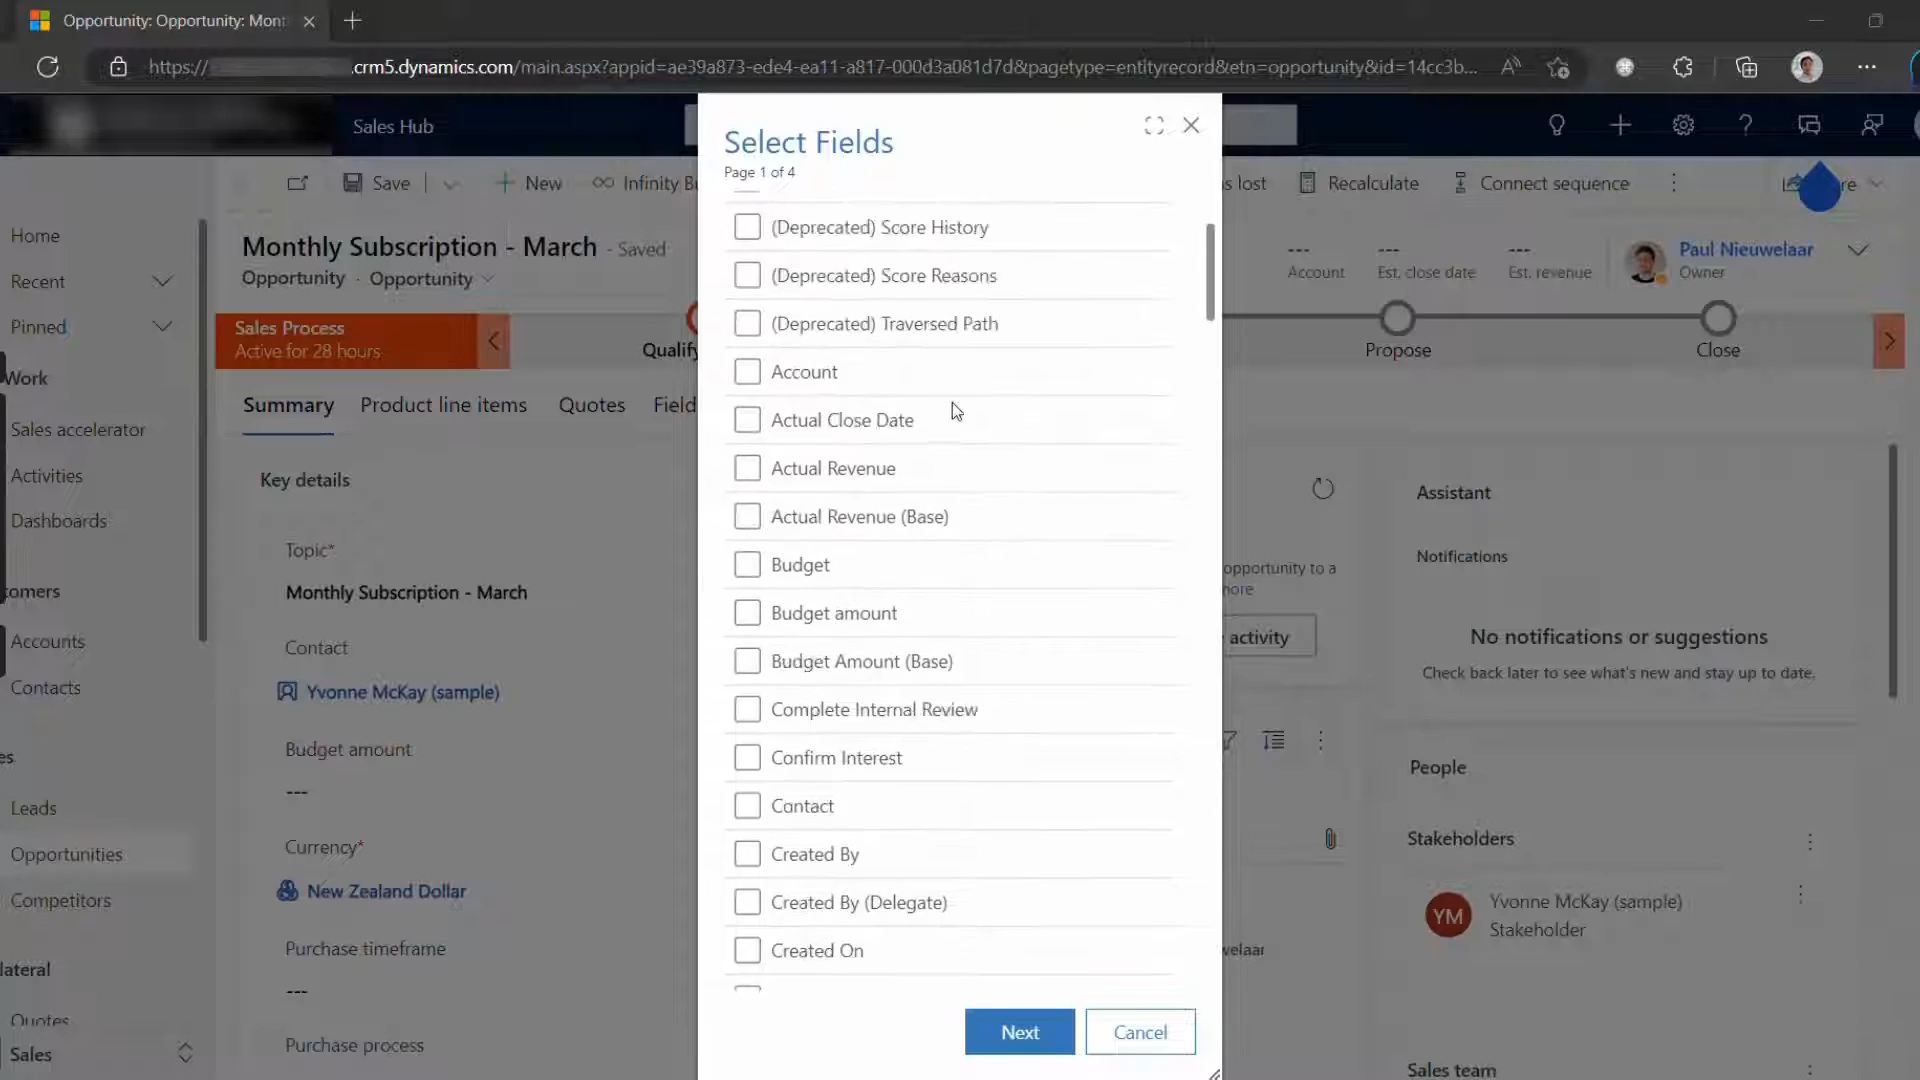 Opportunity: Opportunity: Mont
https:// .crm5.dynamics.com/main.aspx?appid=ae39a873-ede4-ea11-a817-000d3a081d7d&pagetype=entityrecord&etn=opportunity&id=14cc3b...
Sales Hub
Save
New
Infinity Bu
s lost
Recalculate
Connect sequence
re
Home
Recent
Pinned
Work
Sales accelerator
Activities
Dashboards
omers
Accounts
Contacts
es
Leads
Opportunities
Competitors
lateral
Quotes
Sales
Monthly Subscription - March - Saved
Opportunity · Opportunity
---
Account
---
Est. close date
---
Est. revenue
Paul Nieuwelaar
Owner
Sales Process
Active for 28 hours
Qualify
Propose
Close
Summary
Product line items
Quotes
Field
Key details
Topic*
Monthly Subscription - March
Contact
Yvonne McKay (sample)
Budget amount
---
Currency*
New Zealand Dollar
Purchase timeframe
---
Purchase process
Select Fields
Page 1 of 4
(Deprecated) Score History
(Deprecated) Score Reasons
(Deprecated) Traversed Path
Account
Actual Close Date
Actual Revenue
Actual Revenue (Base)
Budget
Budget amount
Budget Amount (Base)
Complete Internal Review
Confirm Interest
Contact
Created By
Created By (Delegate)
Created On
Next
Cancel
opportunity to a
more
activity
welaar
Assistant
Notifications
No notifications or suggestions
Check back later to see what's new and stay up to date.
People
Stakeholders
YM
Yvonne McKay (sample)
Stakeholder
Sales team